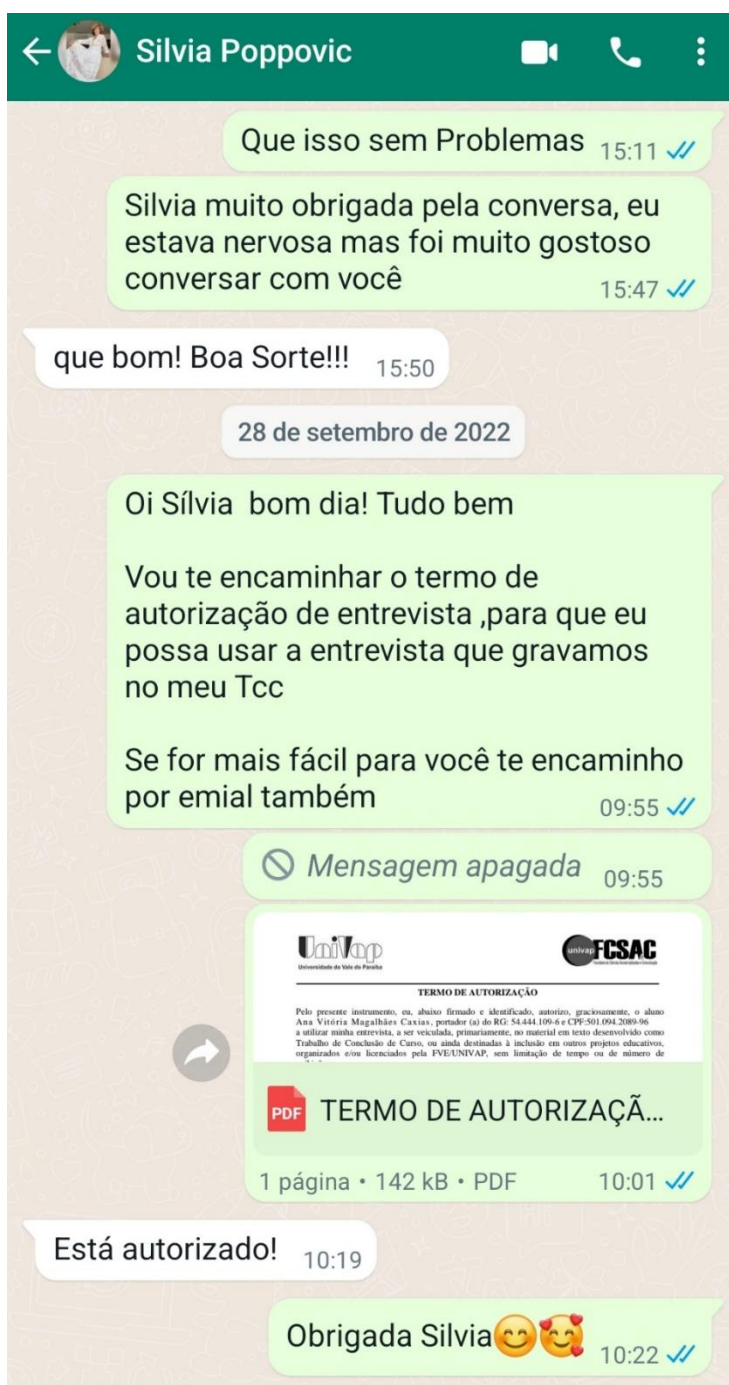 Silvia Poppovic
Que isso sem Problemas 15:11
Silvia muito obrigada pela conversa, eu
estava nervosa mas foi muito gostoso
conversar com você 15:47
que bom! Boa Sorte!!! 15:50
28 de setembro de 2022
Oi Sílvia bom dia! Tudo bem
Vou te encaminhar o termo de
autorização de entrevista ,para que eu
possa usar a entrevista que gravamos
no meu Tcc
Se for mais fácil para você te encaminho
por emial também 09:55
Mensagem apagada 09:55
UniVap univap FCSAC
Universidade do Vale do Paraíba
TERMO DE AUTORIZAÇÃO
Pelo presente instrumento, eu, abaixo firmado e identificado, autorizo, graciosamente, o aluno
Ana Vitória Magalhães Caxias, portador (a) do RG: 54.444.109-6 e CPF:501.094.2089-96
a utilizar minha entrevista, a ser veiculada, primariamente, no material em texto desenvolvido como
Trabalho de Conclusão de Curso, ou ainda destinadas à inclusão em outros projetos educativos,
organizados e/ou licenciados pela FVE/UNIVAP, sem limitação de tempo ou de número de
PDF TERMO DE AUTORIZAÇÃ...
1 página • 142 kB • PDF 10:01
Está autorizado! 10:19
Obrigada Silvia😊🥰 10:22